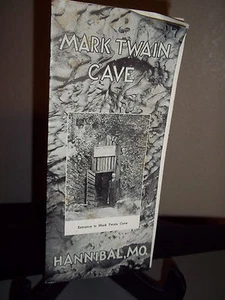 MARK TWAIN
CAVE
Entrance to Mark Twain Cave
HANNIBAL, MO.